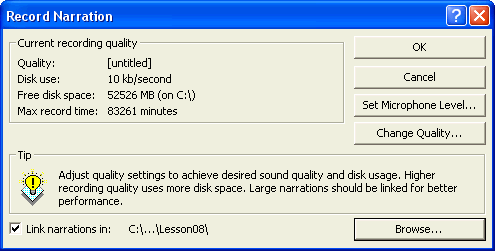 Record Narration
Current recording quality
Quality: [untitled]
Disk use: 10 kb/second
Free disk space: 52526 MB (on C:\)
Max record time: 83261 minutes
OK
Cancel
Set Microphone Level...
Change Quality...
Tip
Adjust quality settings to achieve desired sound quality and disk usage. Higher
recording quality uses more disk space. Large narrations should be linked for better
performance.
Link narrations in: C:\...\Lesson08\
Browse...